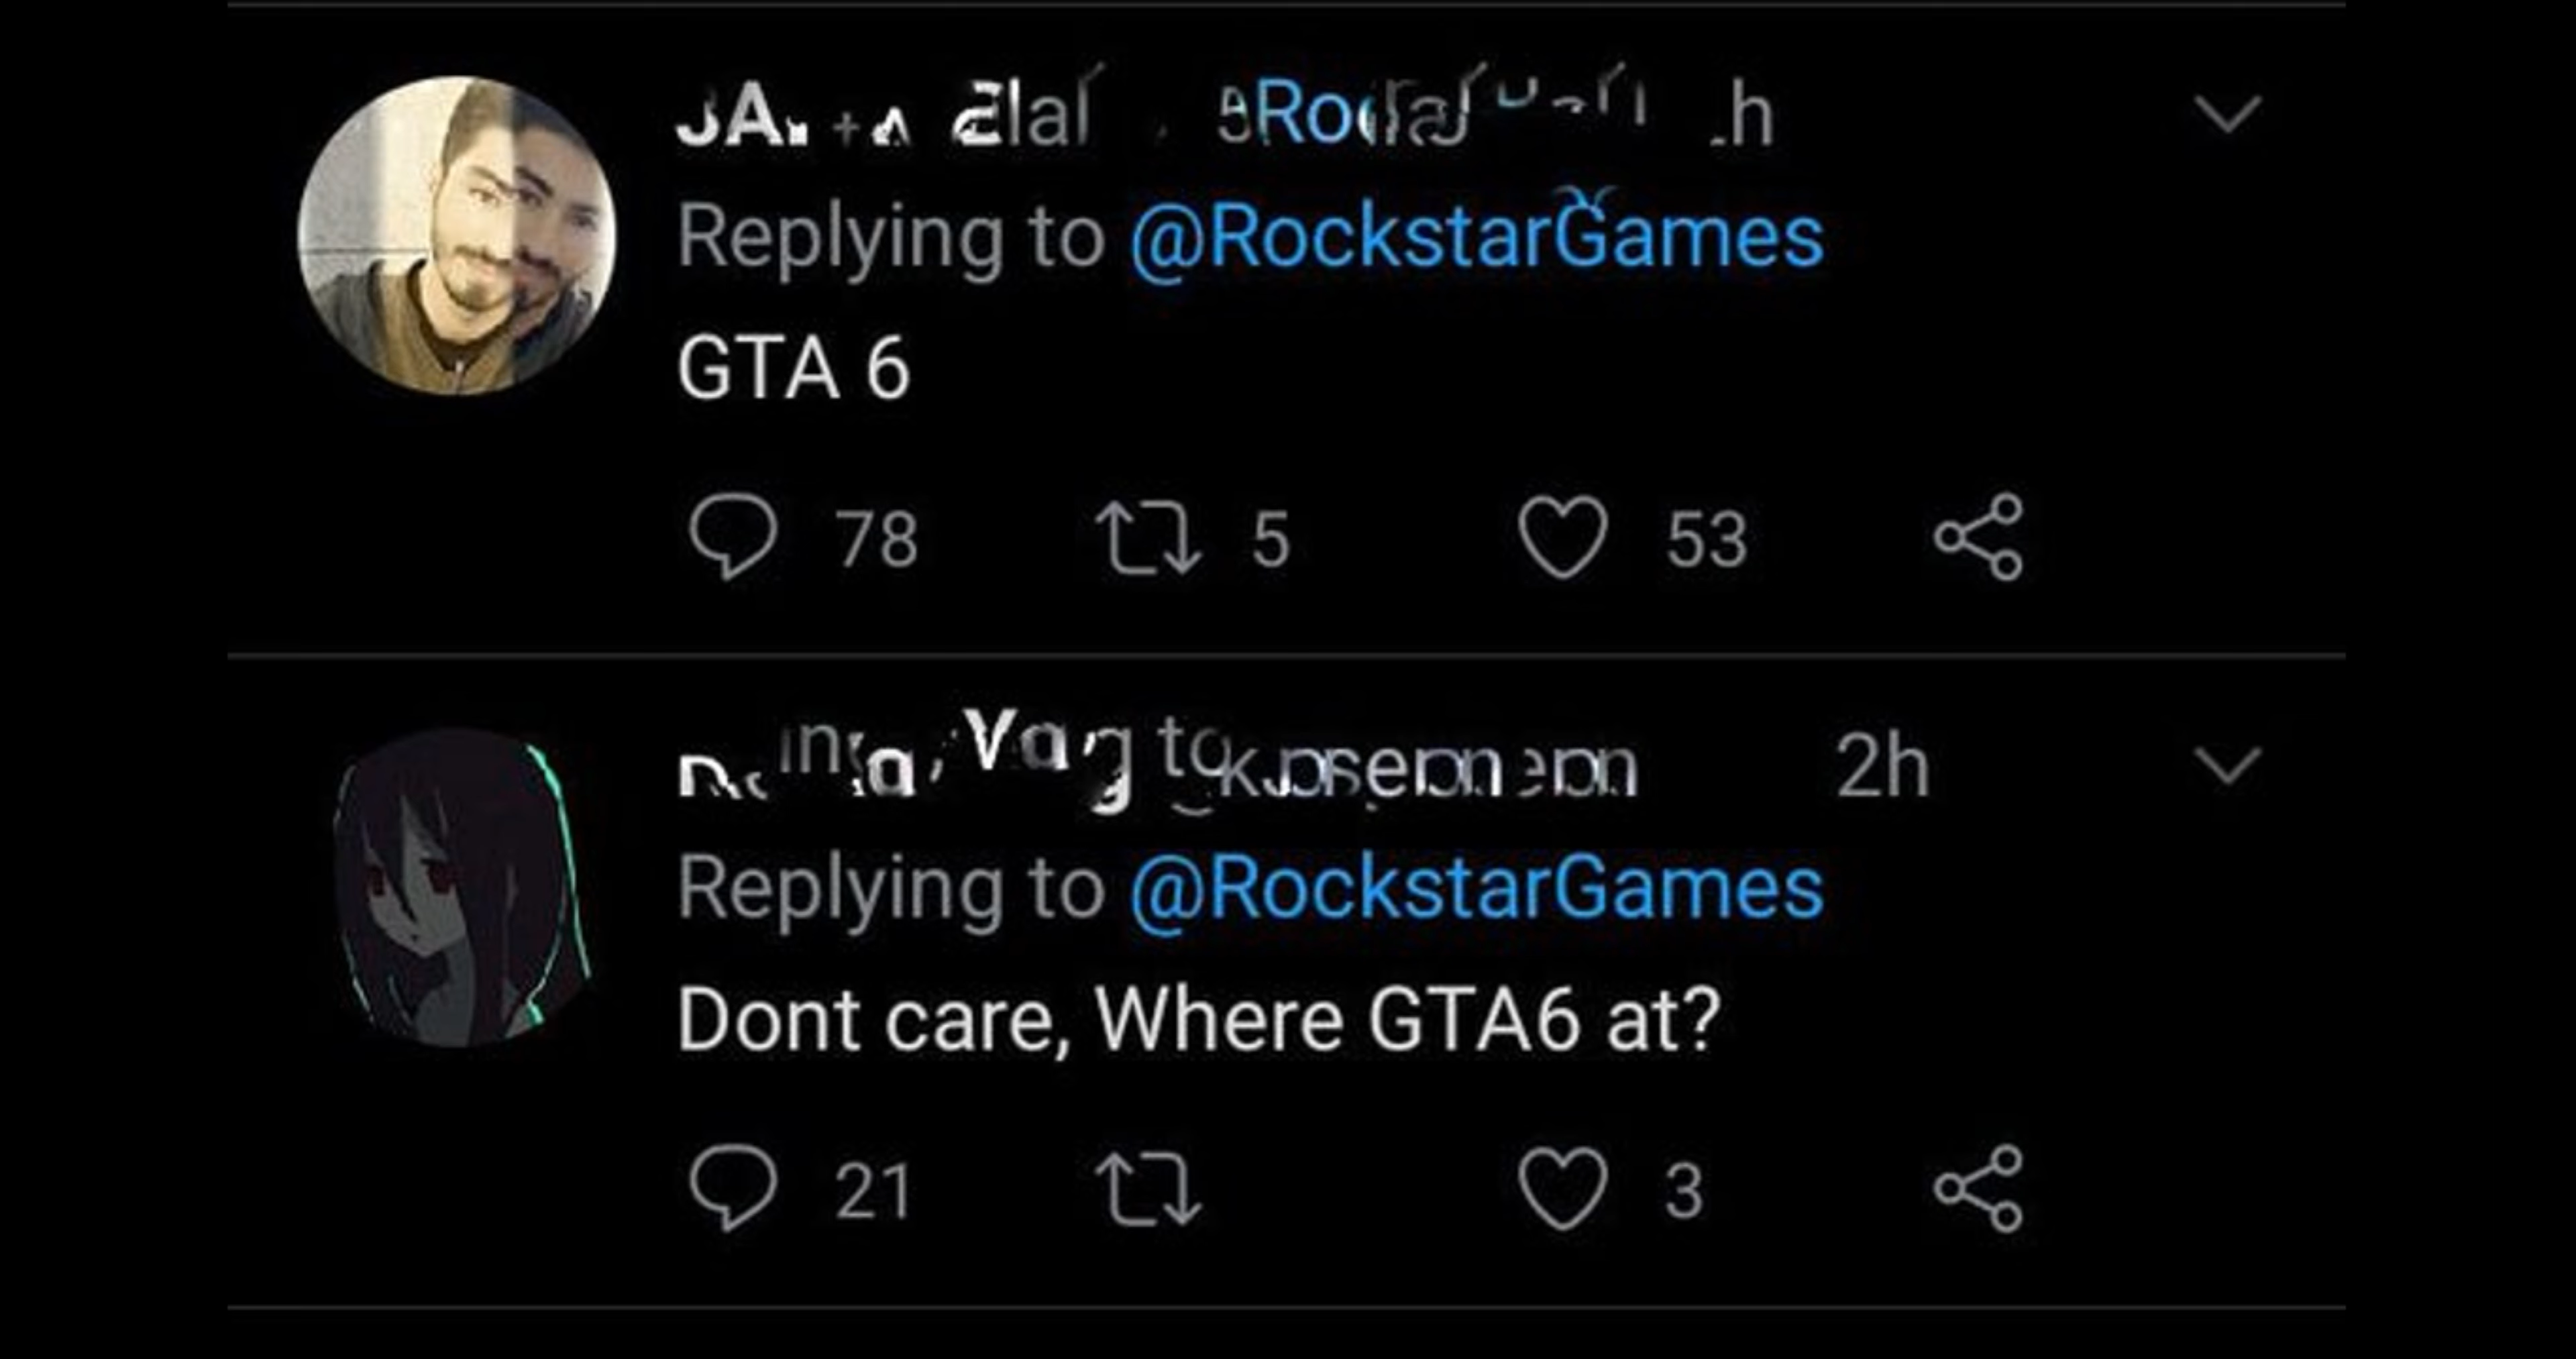 Replying to @RockstarGames
GTA 6
78 5 53
2h
Replying to @RockstarGames
Dont care, Where GTA6 at?
21 3